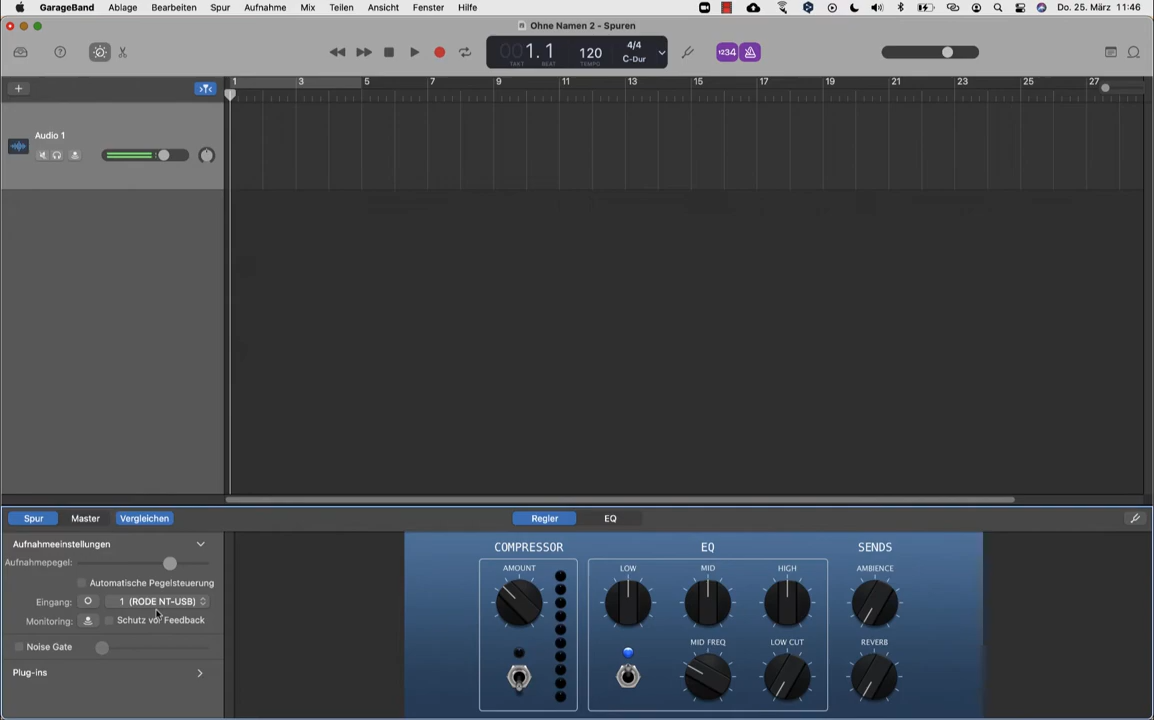 GarageBand Ablage Bearbeiten Spur Aufnahme Mix Teilen Ansicht Fenster Hilfe Do. 25. März 11:46
Ohne Namen 2 - Spuren
001.1 120 4/4
TAKT BEAT TEMPO C-Dur
1234
1 3 5 7 9 11 13 15 17 19 21 23 25 27
Audio 1
Spur Master Vergleichen Regler EQ
Aufnahmeeinstellungen
Aufnahmepegel:
Automatische Pegelsteuerung
Eingang: 1 (RODE NT-USB)
Monitoring: Schutz vor Feedback
Noise Gate
Plug-ins
COMPRESSOR EQ SENDS
AMOUNT LOW MID HIGH AMBIENCE
MID FREQ LOW CUT REVERB